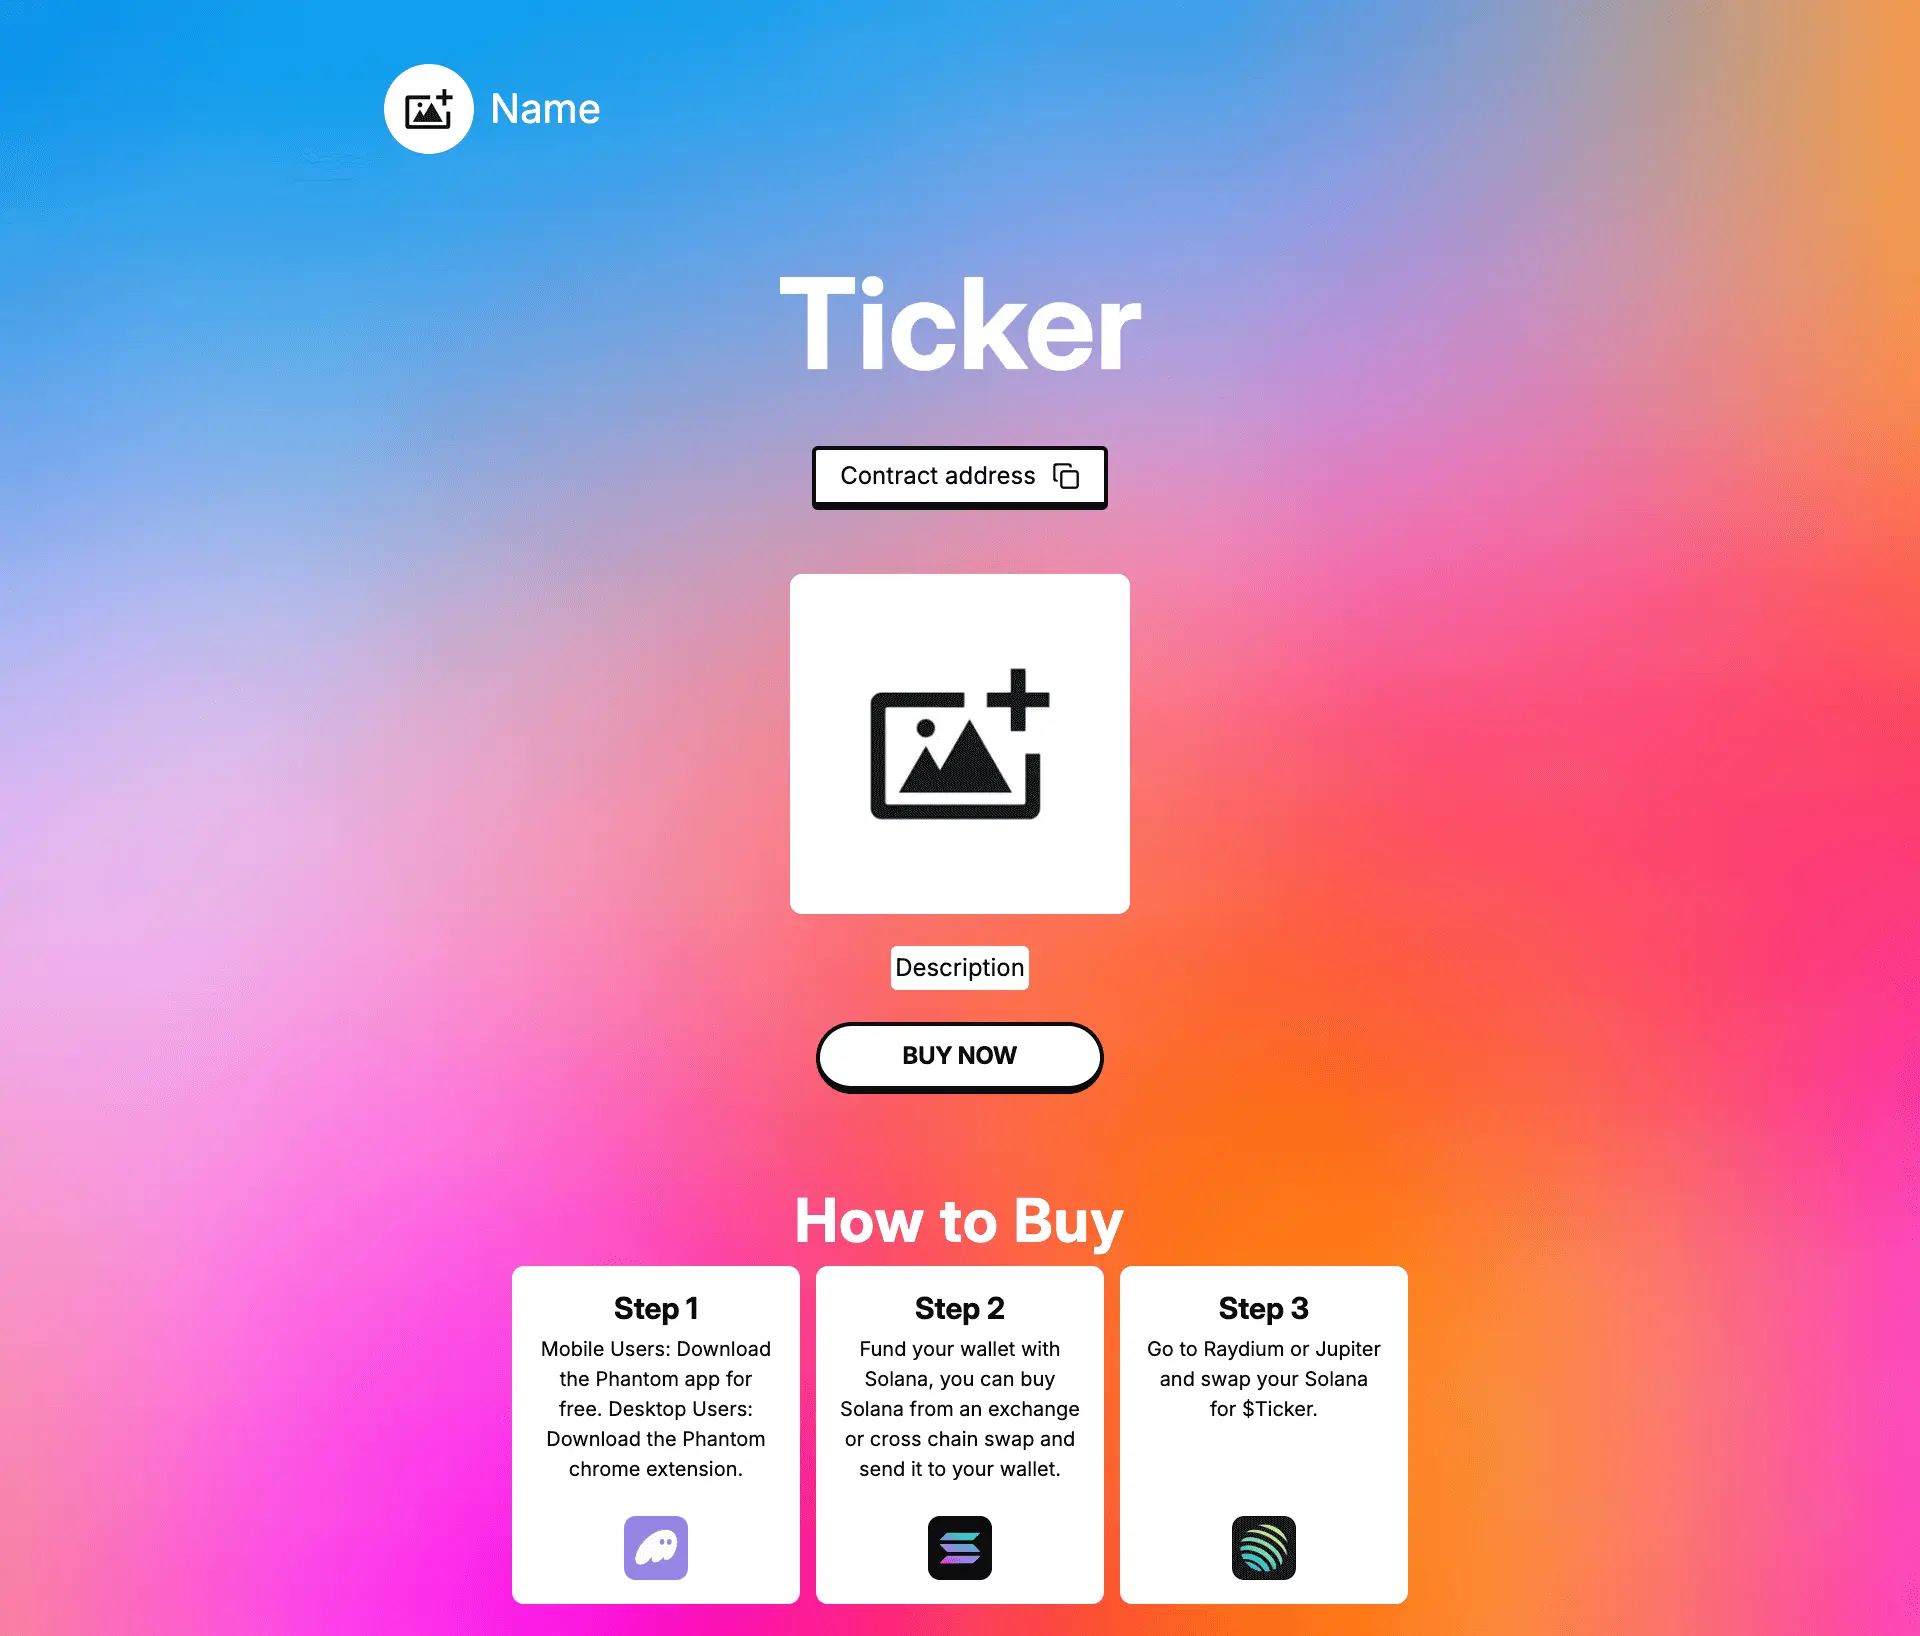 Name
Ticker
Contract address
Description
BUY NOW
How to Buy
Step 1
Mobile Users: Download
the Phantom app for
free. Desktop Users:
Download the Phantom
chrome extension.
Step 2
Fund your wallet with
Solana, you can buy
Solana from an exchange
or cross chain swap and
send it to your wallet.
Step 3
Go to Raydium or Jupiter
and swap your Solana
for $Ticker.